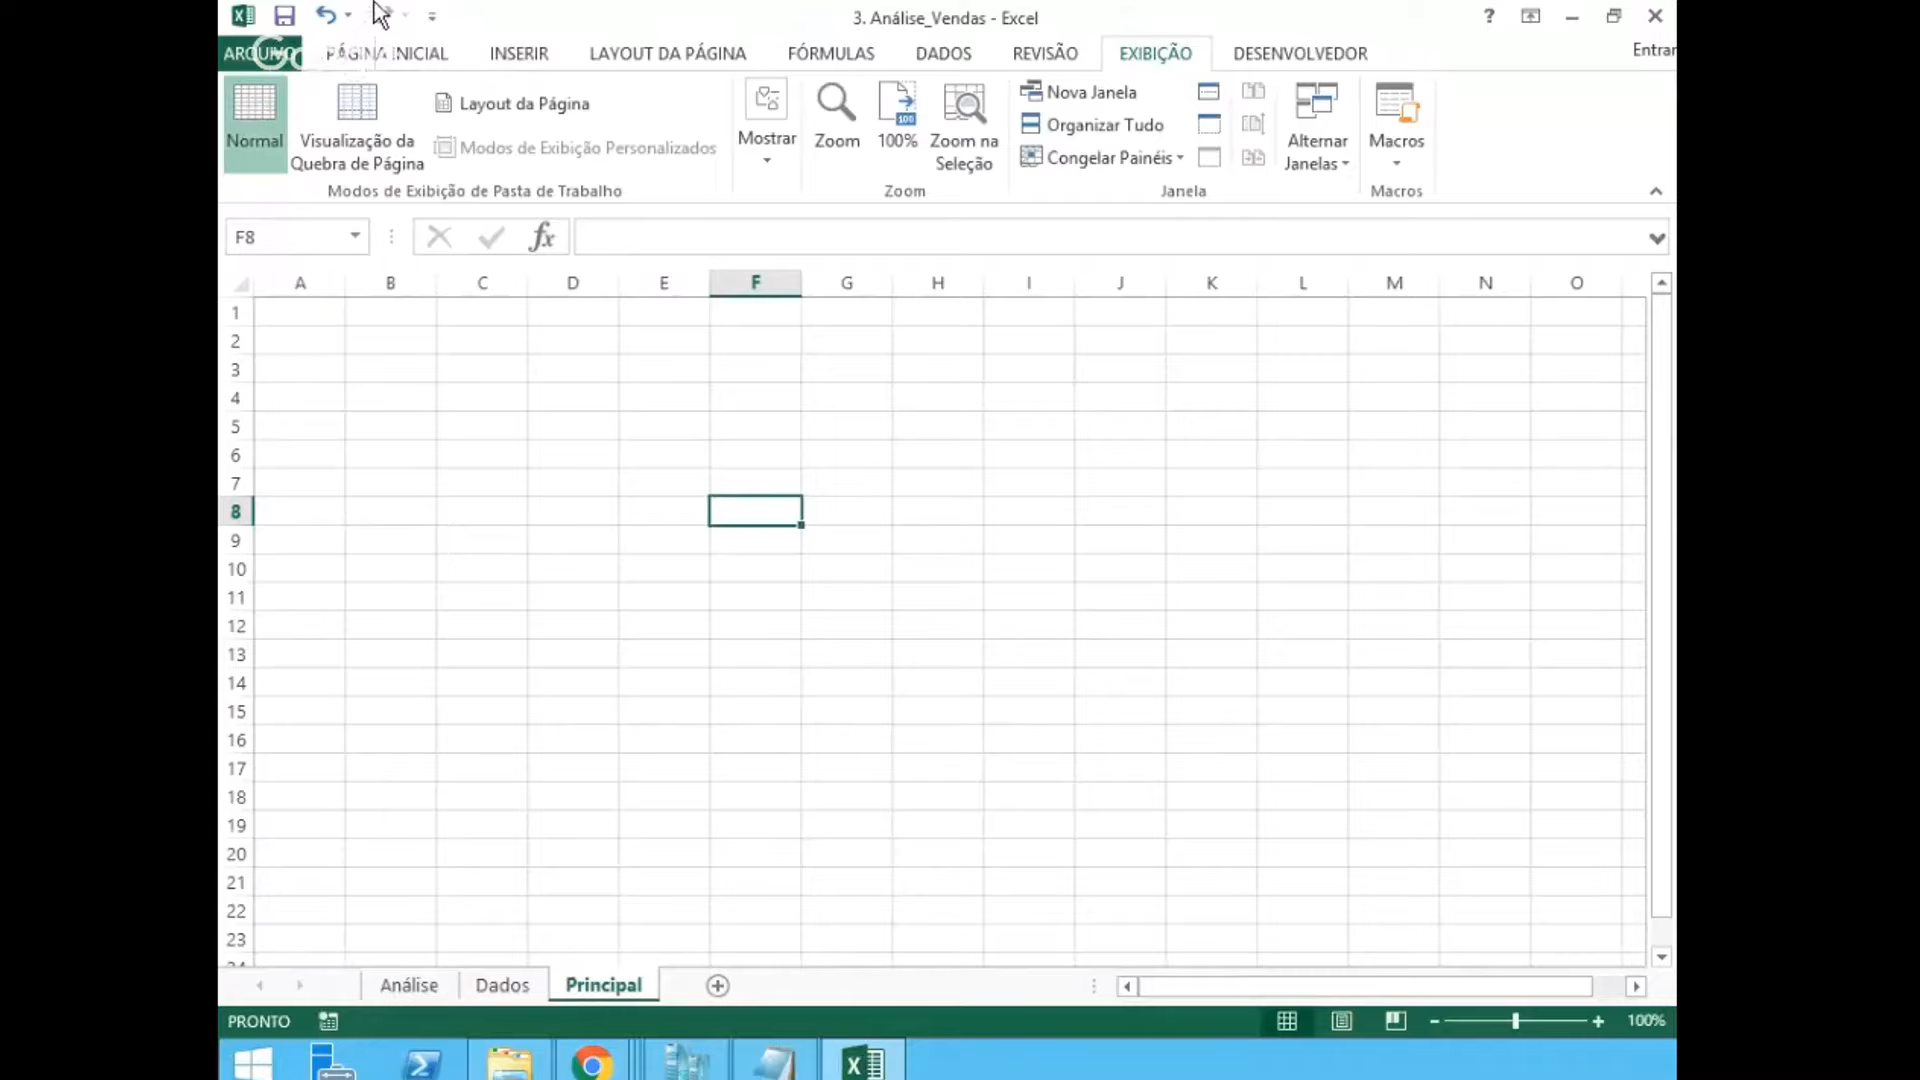 3. Análise_Vendas - Excel
?
ARQUIVO PÁGINA INICIAL INSERIR LAYOUT DA PÁGINA FÓRMULAS DADOS REVISÃO EXIBIÇÃO DESENVOLVEDOR Entrar
Normal
Visualização da
Quebra de Página
Layout da Página
Modos de Exibição Personalizados
Modos de Exibição de Pasta de Trabalho
Mostrar
Zoom
100
100%
Zoom na
Seleção
Zoom
Nova Janela
Organizar Tudo
Congelar Painéis
Alternar
Janelas
Janela
Macros
Macros
F8
fx
A B C D E F G H I J K L M N O
1
2
3
4
5
6
7
8
9
10
11
12
13
14
15
16
17
18
19
20
21
22
23
24
Análise Dados Principal
PRONTO
100%